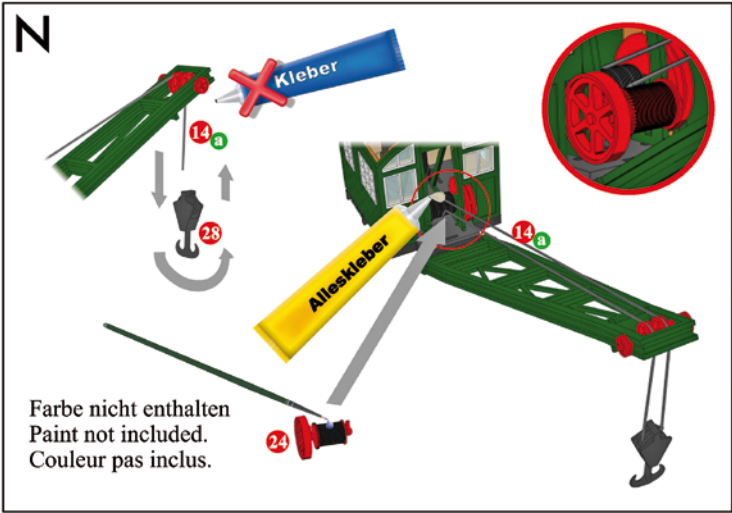 N
Kleber
14
a
28
Alleskleber
14
a
24
Farbe nicht enthalten
Paint not included.
Couleur pas inclus.